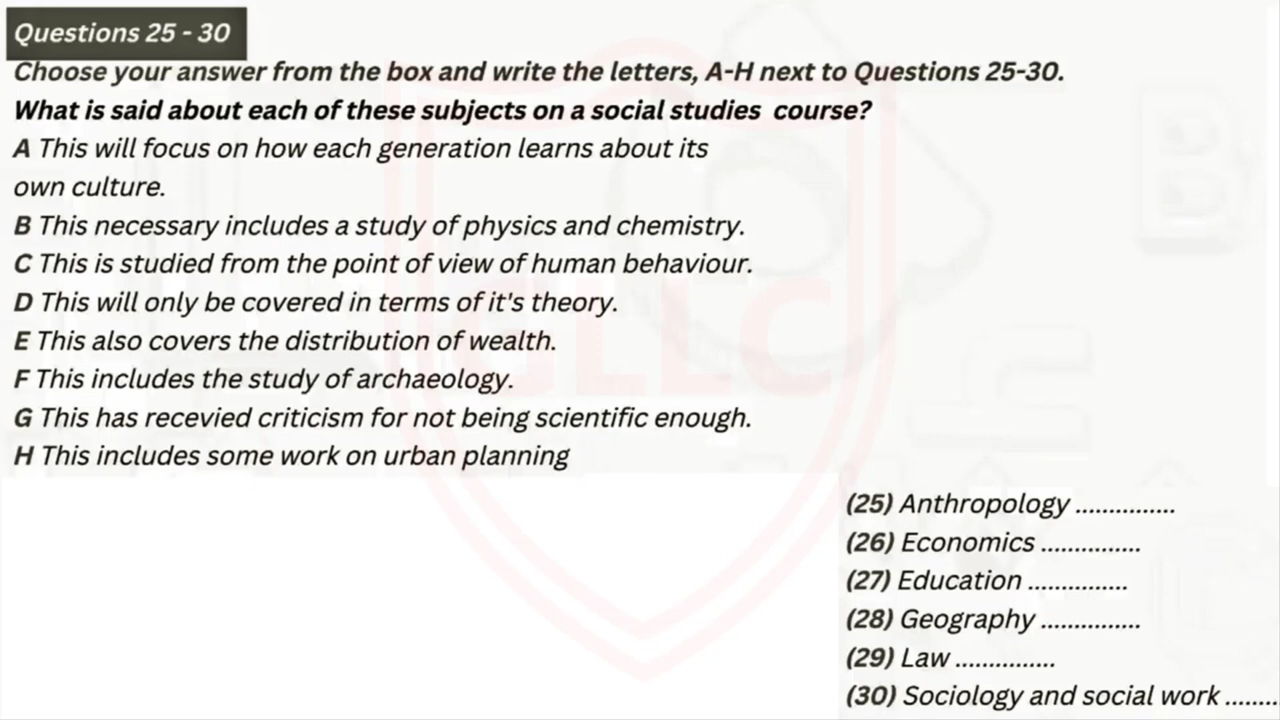 Questions 25 - 30
Choose your answer from the box and write the letters, A-H next to Questions 25-30.
What is said about each of these subjects on a social studies course?
A This will focus on how each generation learns about its
own culture.
B This necessary includes a study of physics and chemistry.
C This is studied from the point of view of human behaviour.
D This will only be covered in terms of it's theory.
E This also covers the distribution of wealth.
F This includes the study of archaeology.
G This has recevied criticism for not being scientific enough.
H This includes some work on urban planning
(25) Anthropology ...............
(26) Economics ...............
(27) Education ...............
(28) Geography ...............
(29) Law ...............
(30) Sociology and social work ........
GLLC